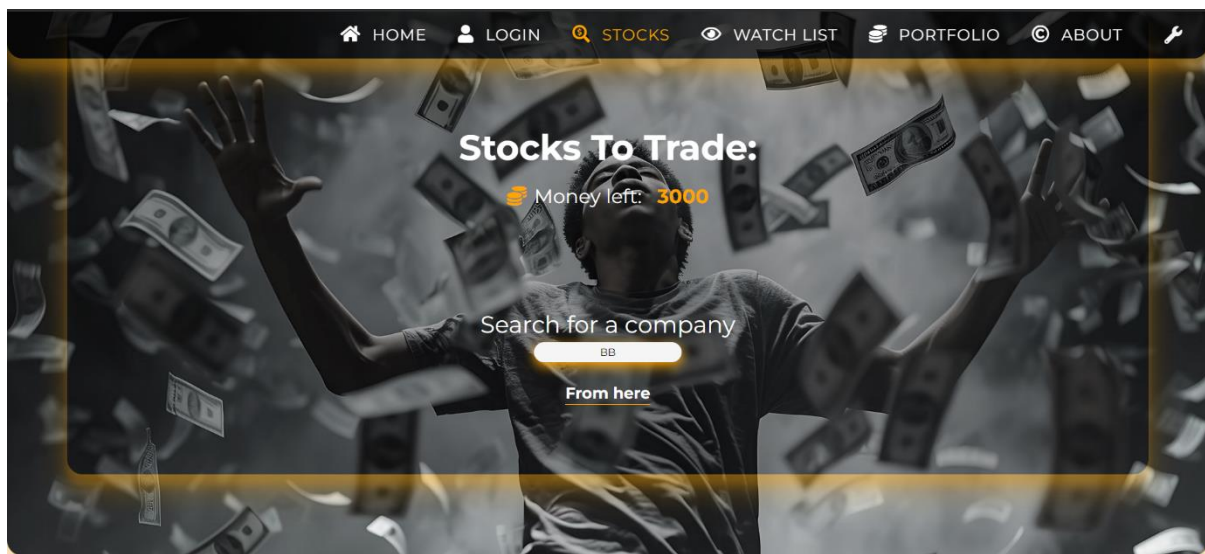 HOME LOGIN STOCKS WATCH LIST PORTFOLIO © ABOUT
Stocks To Trade:
Money left: 3000
Search for a company
BB
From here